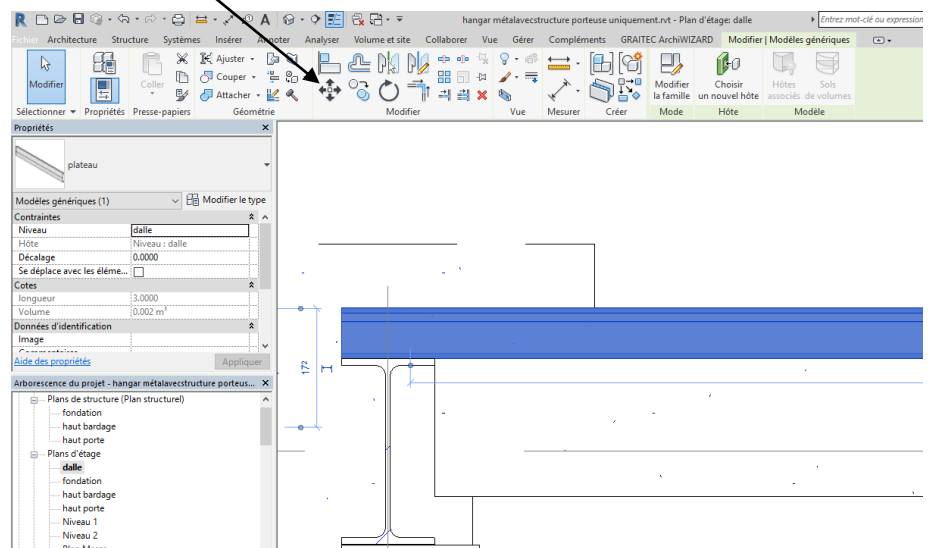 hangar métalavecstructure porteuse uniquement.rvt - Plan d'étage: dalle
Entrez mot-clé ou expression
Fichier Architecture Structure Systèmes Insérer Annoter Analyser Volume et site Collaborer Vue Gérer Compléments GRAITEC ArchiWIZARD Modifier | Modèles génériques
Modifier
Coller
Ajuster
Couper
Attacher
Modifier la famille
Choisir un nouvel hôte
Hôtes associés
Sols de volumes
Sélectionner Propriétés Presse-papiers Géométrie Modifier Vue Mesurer Créer Mode Hôte Modèle
Propriétés
plateau
Modèles génériques (1) Modifier le type
Contraintes
Niveau dalle
Hôte Niveau : dalle
Décalage 0.0000
Se déplace avec les éléme...
Cotes
longueur 3.0000
Volume 0.002 m³
Données d'identification
Image
Commentaires
Aide des propriétés Appliquer
17²
Arborescence du projet - hangar métalavecstructure porteus...
Plans de structure (Plan structurel)
fondation
haut bardage
haut porte
Plans d'étage
dalle
fondation
haut bardage
haut porte
Niveau 1
Niveau 2